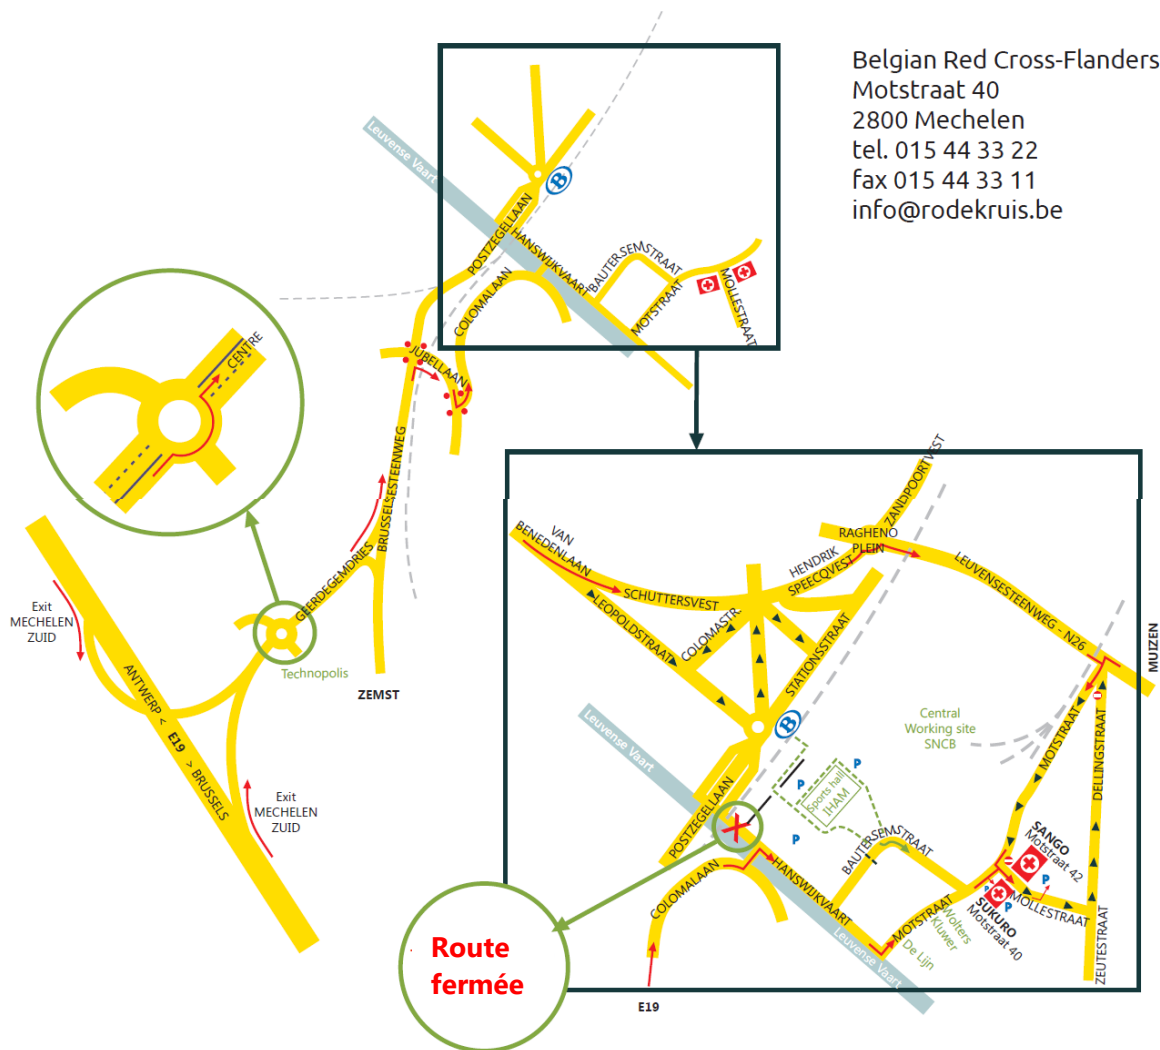 Belgian Red Cross-Flanders
Motstraat 40
2800 Mechelen
tel. 015 44 33 22
fax 015 44 33 11
info@rodekruis.be
Leuvense Vaart
B
POSTZEGELLAAN
HANSWIJKVAART
COLOMALAAN
BAUTERSEMSTRAAT
MOTSTRAAT
MOLLESTRAAT
CENTRE
JUBELLAAN
BRUSSELSESTEENWEG
GEERDEGEMDRIES
Exit
MECHELEN
ZUID
Technopolis
ZEMST
ANTWERP < E19 > BRUSSELS
Exit
MECHELEN
ZUID
VAN
BENEDENLAAN
SCHUTTERSVEST
HENDRIK
SPEECQVEST
RAGHENO
PLEIN
ZANDPOORTVEST
LEUVENSESTEENWEG - N26
MUIZEN
LEOPOLDSTRAAT
COLOMASTR.
STATIONSSTRAAT
B
Central
Working site
SNCB
MOTSTRAAT
DELLINGSTRAAT
Leuvense Vaart
POSTZEGELLAAN
Sports hall
IHAM
P
P
P
BAUTERSEMSTRAAT
SANGO
Motstraat 42
P
P
P
MOLLESTRAAT
SUKURO
Motstraat 40
COLOMALAAN
HANSWIJKVAART
MOTSTRAAT
Wolters
Kluwer
De Lijn
Leuvense Vaart
ZEUTESTRAAT
E19
Route
fermée